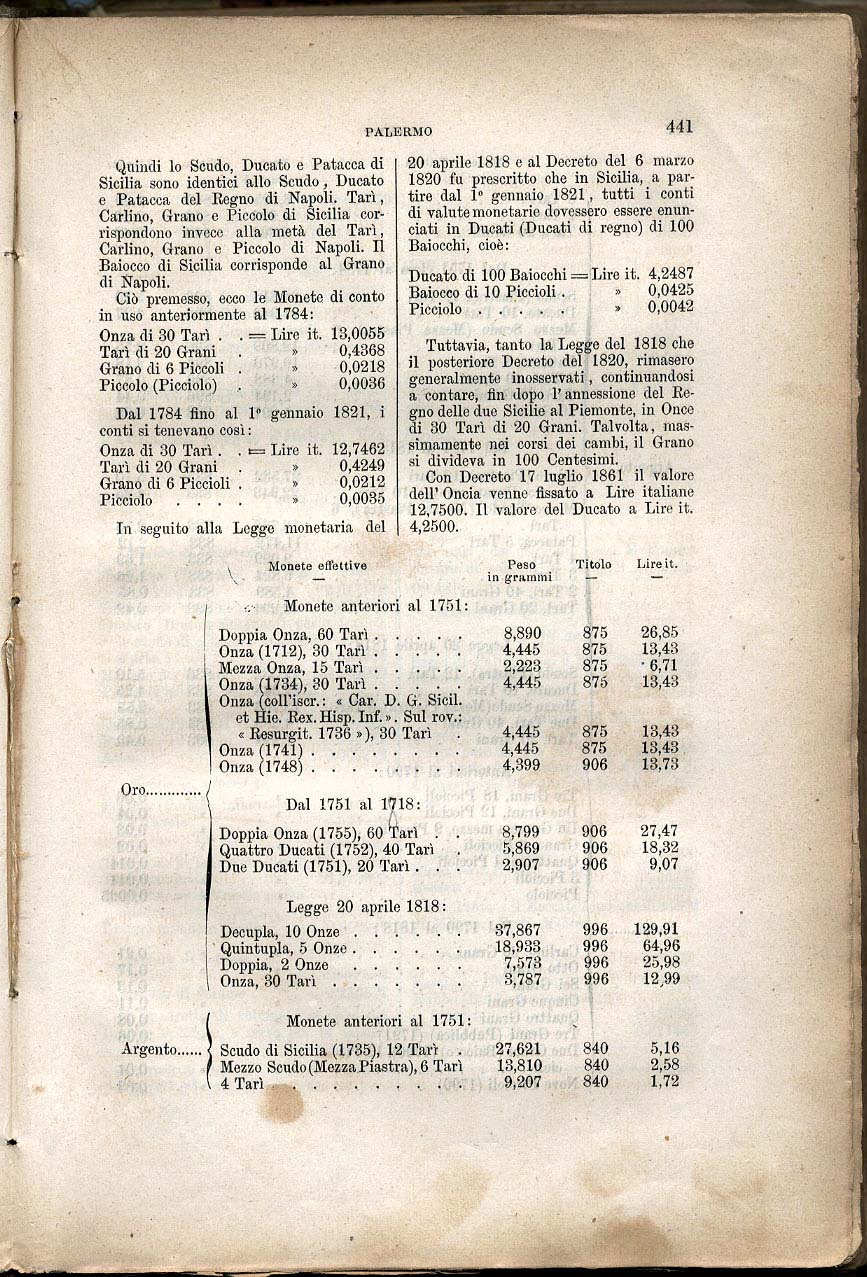 PALERMO
441
Quindi lo Scudo, Ducato e Patacca di
Sicilia sono identici allo Scudo, Ducato
e Patacca del Regno di Napoli. Tarì,
Carlino, Grano e Piccolo di Sicilia cor-
rispondono invece alla metà del Tarì,
Carlino, Grano e Piccolo di Napoli. Il
Baiocco di Sicilia corrisponde al Grano
di Napoli.
Ciò premesso, ecco le Monete di conto
in uso anteriormente al 1784:
Onza di 30 Tarì . . = Lire it. 13,0055
Tarì di 20 Grani . » 0,4368
Grano di 6 Piccoli . » 0,0218
Piccolo (Picciolo) . » 0,0036
Dal 1784 fino al 1º gennaio 1821, i
conti si tenevano così:
Onza di 30 Tarì . . = Lire it. 12,7462
Tarì di 20 Grani . » 0,4249
Grano di 6 Piccioli . » 0,0212
Picciolo . . . . » 0,0035
In seguito alla Legge monetaria del
20 aprile 1818 e al Decreto del 6 marzo
1820 fu prescritto che in Sicilia, a par-
tire dal 1º gennaio 1821, tutti i conti
di valute monetarie dovessero essere enun-
ciati in Ducati (Ducati di regno) di 100
Baiocchi, cioè:
Ducato di 100 Baiocchi = Lire it. 4,2487
Baiocco di 10 Piccioli . » 0,0425
Picciolo . . . . . » 0,0042
Tuttavia, tanto la Legge del 1818 che
il posteriore Decreto del 1820, rimasero
generalmente inosservati, continuandosi
a contare, fin dopo l'annessione del Re-
gno delle due Sicilie al Piemonte, in Once
di 30 Tarì di 20 Grani. Talvolta, mas-
simamente nei corsi dei cambi, il Grano
si divideva in 100 Centesimi.
Con Decreto 17 luglio 1861 il valore
dell'Oncia venne fissato a Lire italiane
12,7500. Il valore del Ducato a Lire it.
4,2500.
Monete effettive Peso Titolo Lire it.
in grammi
Monete anteriori al 1751:
Doppia Onza, 60 Tarì . . . . . 8,890 875 26,85
Onza (1712), 30 Tarì . . . . . 4,445 875 13,43
Mezza Onza, 15 Tarì . . . . . 2,223 875 6,71
Onza (1734), 30 Tarì . . . . . 4,445 875 13,43
Onza (coll'iscr.: « Car. D. G. Sicil.
et Hie. Rex. Hisp. Inf. ». Sul rov.:
« Resurgit. 1736 »), 30 Tarì . 4,445 875 13,43
Onza (1741) . . . . . . . . 4,445 875 13,43
Onza (1748) . . . . . . . . 4,399 906 13,73
Oro.............
Dal 1751 al 1718:
Doppia Onza (1755), 60 Tarì . . 8,799 906 27,47
Quattro Ducati (1752), 40 Tarì . 5,869 906 18,32
Due Ducati (1751), 20 Tarì . . . 2,907 906 9,07
Legge 20 aprile 1818:
Decupla, 10 Onze . . . . . . 37,867 996 129,91
Quintupla, 5 Onze . . . . . . 18,933 996 64,96
Doppia, 2 Onze . . . . . . 7,573 996 25,98
Onza, 30 Tarì . . . . . . . 3,787 996 12,99
Monete anteriori al 1751:
Argento...... Scudo di Sicilia (1735), 12 Tarì . 27,621 840 5,16
Mezzo Scudo (Mezza Piastra), 6 Tarì 13,810 840 2,58
4 Tarì . . . . . . . . . 9,207 840 1,72